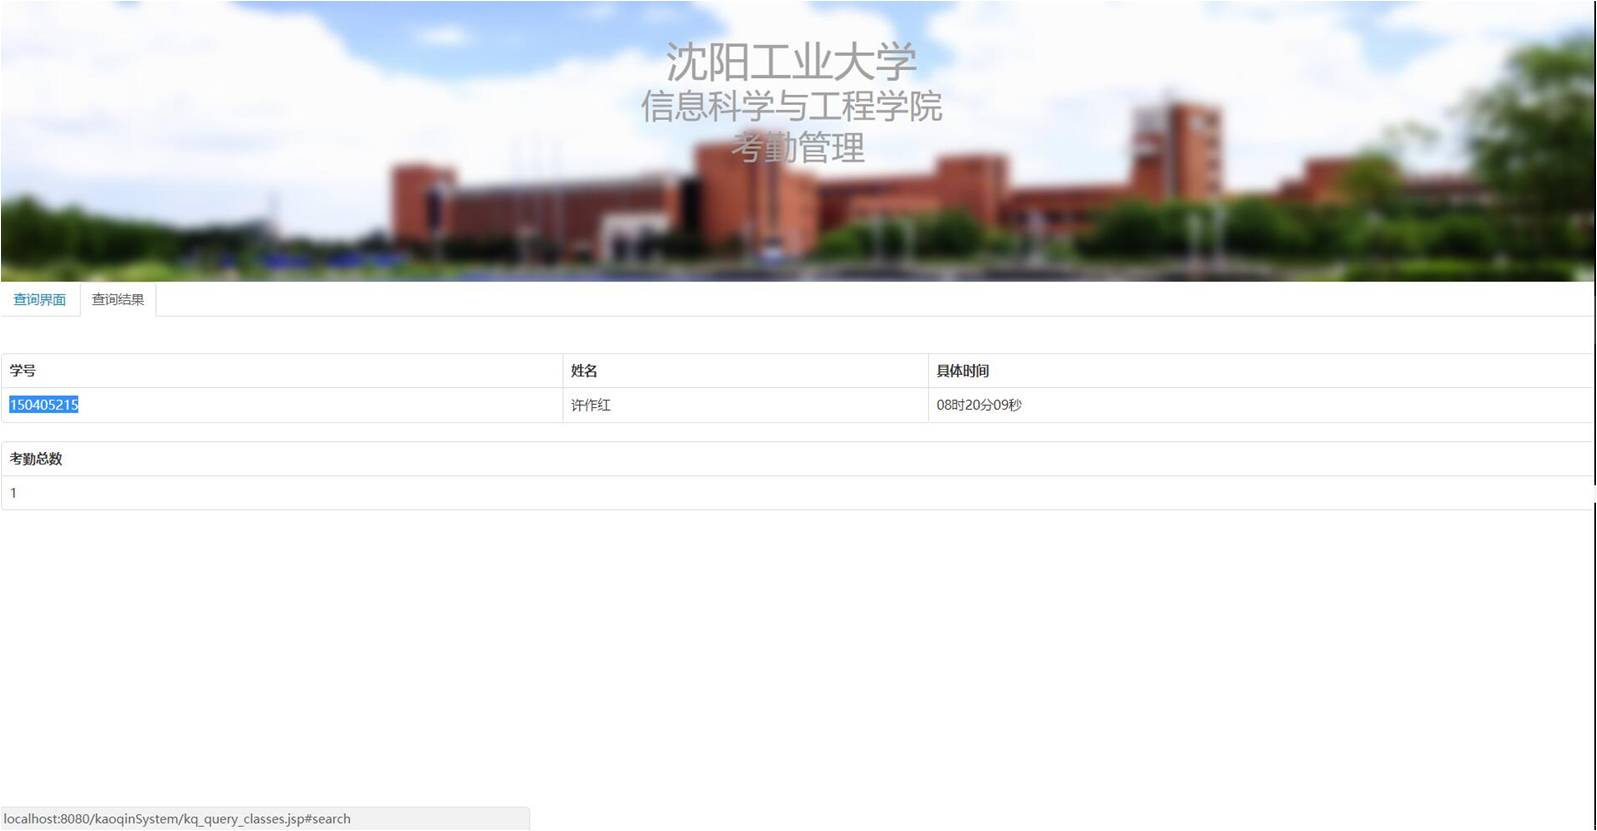 沈阳工业大学
信息科学与工程学院
考勤管理
查询界面 查询结果
学号 姓名 具体时间
150405215 许作红 08时20分09秒
考勤总数
1
localhost:8080/kaoqinSystem/kq_query_classes.jsp#search